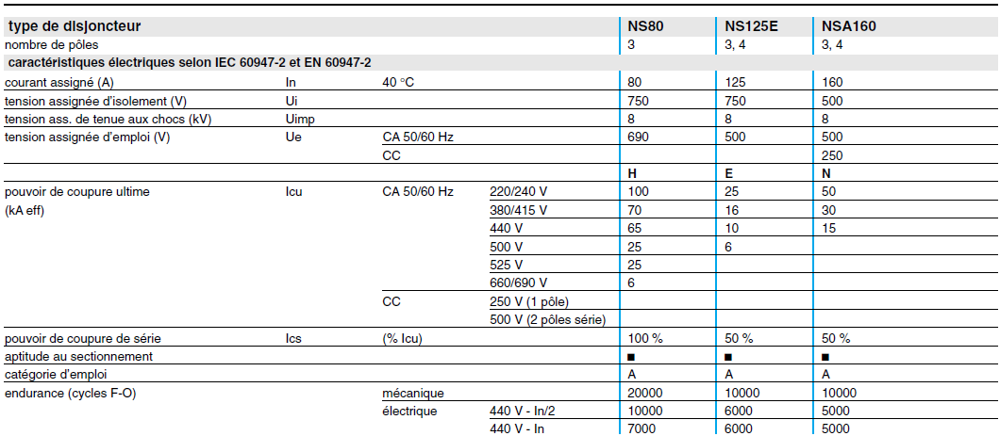 type de disjoncteur NS80 NS125E NSA160
nombre de pôles 3 3, 4 3, 4
caractéristiques électriques selon IEC 60947-2 et EN 60947-2
courant assigné (A) In 40 °C 80 125 160
tension assignée d'isolement (V) Ui 750 750 500
tension ass. de tenue aux chocs (kV) Uimp 8 8 8
tension assignée d'emploi (V) Ue CA 50/60 Hz 690 500 500
CC 250
H E N
pouvoir de coupure ultime Icu CA 50/60 Hz 220/240 V 100 25 50
(kA eff) 380/415 V 70 16 30
440 V 65 10 15
500 V 25 6
525 V 25
660/690 V 6
CC 250 V (1 pôle)
500 V (2 pôles série)
pouvoir de coupure de série Ics (% Icu) 100 % 50 % 50 %
aptitude au sectionnement ■ ■ ■
catégorie d'emploi A A A
endurance (cycles F-O) mécanique 20000 10000 10000
électrique 440 V - In/2 10000 6000 5000
440 V - In 7000 6000 5000